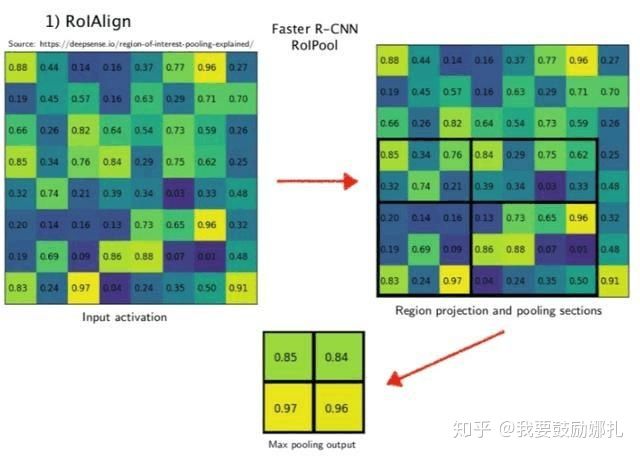 1) RoIAlign
Source: https://deepsense.io/region-of-interest-pooling-explained/
Faster R-CNN
RoIPool
0.88 0.44 0.14 0.16 0.37 0.77 0.96 0.27
0.19 0.45 0.57 0.16 0.63 0.29 0.71 0.70
0.66 0.26 0.82 0.64 0.54 0.73 0.59 0.26
0.85 0.34 0.76 0.84 0.29 0.75 0.62 0.25
0.32 0.74 0.21 0.39 0.34 0.03 0.33 0.48
0.20 0.14 0.16 0.13 0.73 0.65 0.96 0.32
0.19 0.69 0.09 0.86 0.88 0.07 0.01 0.48
0.83 0.24 0.97 0.04 0.24 0.35 0.50 0.91
Input activation
0.88 0.44 0.14 0.16 0.37 0.77 0.96 0.27
0.19 0.45 0.57 0.16 0.63 0.29 0.71 0.70
0.66 0.26 0.82 0.64 0.54 0.73 0.59 0.26
0.85 0.34 0.76 0.84 0.29 0.75 0.62 0.25
0.32 0.74 0.21 0.39 0.34 0.03 0.33 0.48
0.20 0.14 0.16 0.13 0.73 0.65 0.96 0.32
0.19 0.69 0.09 0.86 0.88 0.07 0.01 0.48
0.83 0.24 0.97 0.04 0.24 0.35 0.50 0.91
Region projection and pooling sections
0.85 0.84
0.97 0.96
Max pooling output
知乎 @我要鼓励娜扎